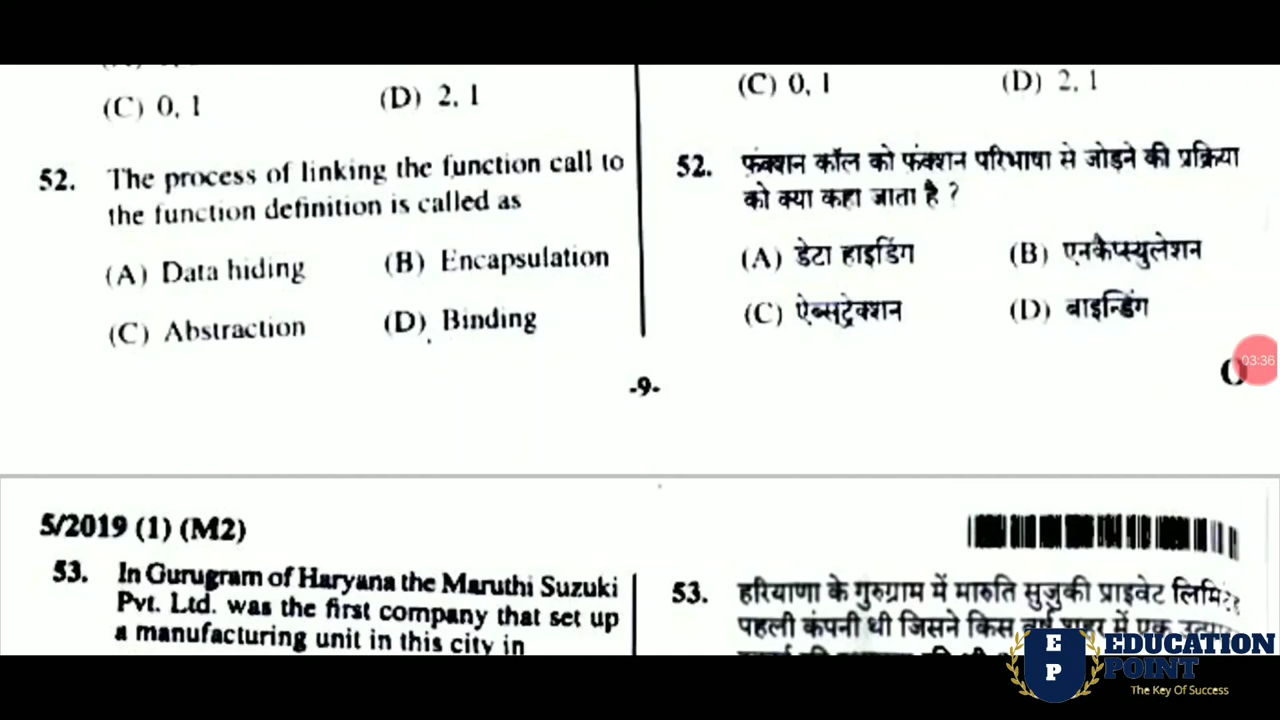 (C) 0, 1
(D) 2, 1
52. The process of linking the function call to
the function definition is called as
(A) Data hiding
(B) Encapsulation
(C) Abstraction
(D) Binding
(C) 0, 1
(D) 2, 1
52. फंक्शन कॉल को फंक्शन परिभाषा से जोड़ने की प्रक्रिया
को क्या कहा जाता है ?
(A) डेटा हाइडिंग
(B) एनकैप्स्युलेशन
(C) ऐब्सट्रेक्शन
(D) बाइन्डिंग
-9-
03:36
5/2019 (1) (M2)
53. In Gurugram of Haryana the Maruthi Suzuki
Pvt. Ltd. was the first company that set up
a manufacturing unit in this city in
53. हरियाणा के गुरुग्राम में मारुति सुज़ुकी प्राइवेट
पहली कंपनी थी जिसने किस वर्ष शहर में एक
EP
EDUCATION
POINT
The Key Of Success